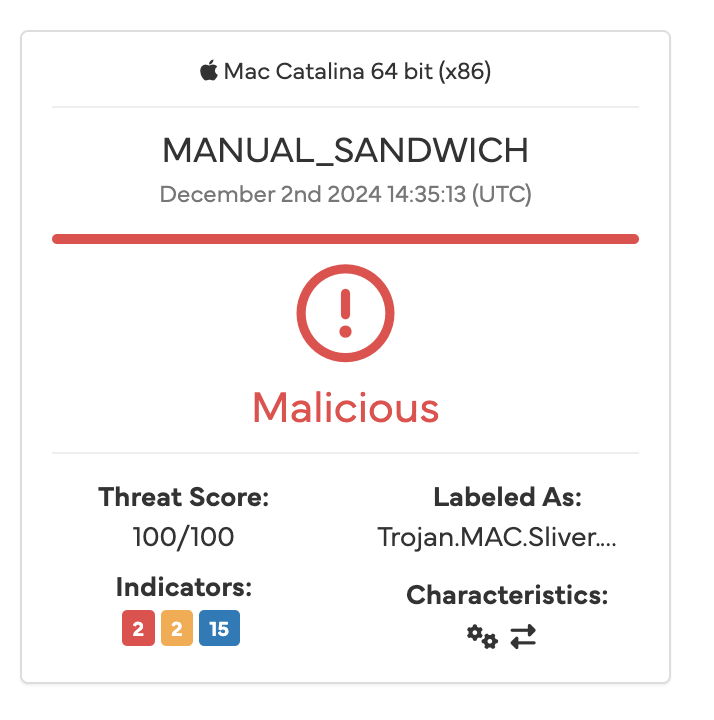 Mac Catalina 64 bit (x86)
MANUAL_SANDWICH
December 2nd 2024 14:35:13 (UTC)
Malicious
Threat Score:
100/100
Labeled As:
Trojan.MAC.Sliver....
Indicators:
2 2 15
Characteristics: